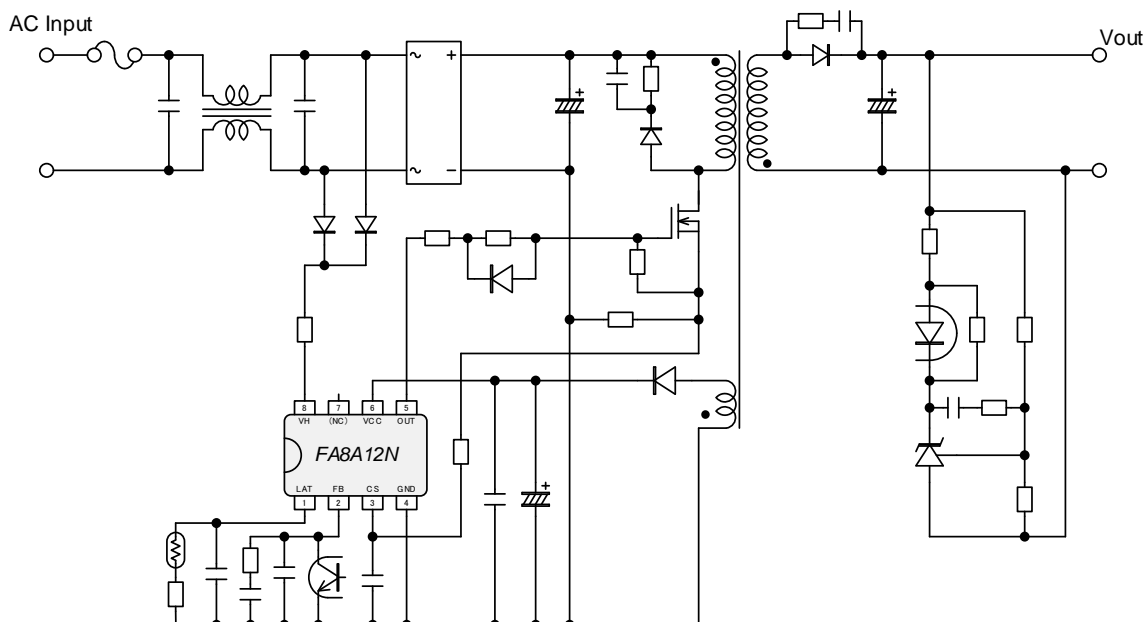 AC Input
Vout
~ +
+
+
~ −
8 7 6 5
VH (NC) VCC OUT
FA8A12N
LAT FB CS GND
1 2 3 4
+